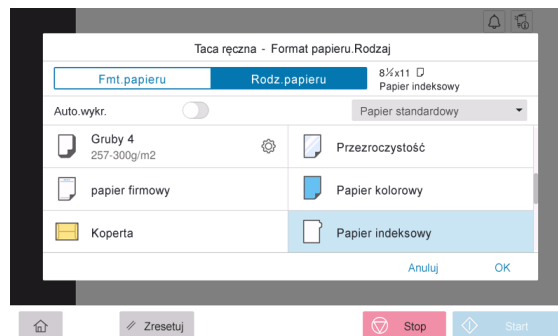 Taca ręczna - Format papieru.Rodzaj
Fmt.papieru
Rodz.papieru
8½x11
Papier indeksowy
Auto.wykr.
Papier standardowy
Gruby 4
257-300g/m2
Przezroczystość
papier firmowy
Papier kolorowy
Koperta
Papier indeksowy
Anuluj
OK
Zresetuj
Stop
Start